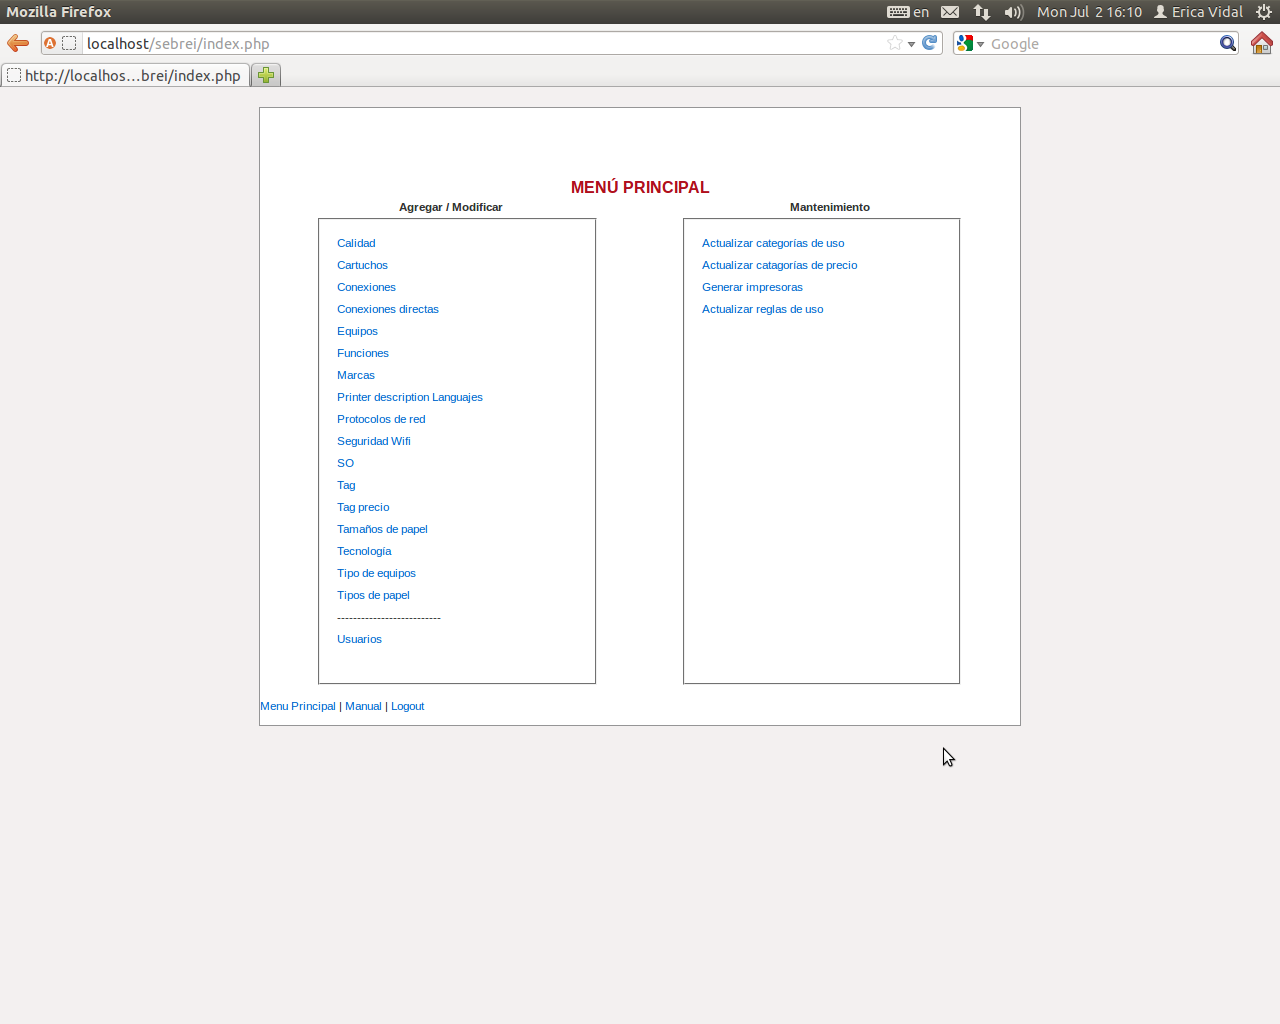 Mozilla Firefox
en
Mon Jul 2 16:10
Erica Vidal
localhost/sebrei/index.php
Google
http://localhos...brei/index.php
MENÚ PRINCIPAL
Agregar / Modificar
Calidad
Cartuchos
Conexiones
Conexiones directas
Equipos
Funciones
Marcas
Printer description Languajes
Protocolos de red
Seguridad Wifi
SO
Tag
Tag precio
Tamaños de papel
Tecnología
Tipo de equipos
Tipos de papel
--------------------------
Usuarios
Mantenimiento
Actualizar categorías de uso
Actualizar catagorías de precio
Generar impresoras
Actualizar reglas de uso
Menu Principal | Manual | Logout